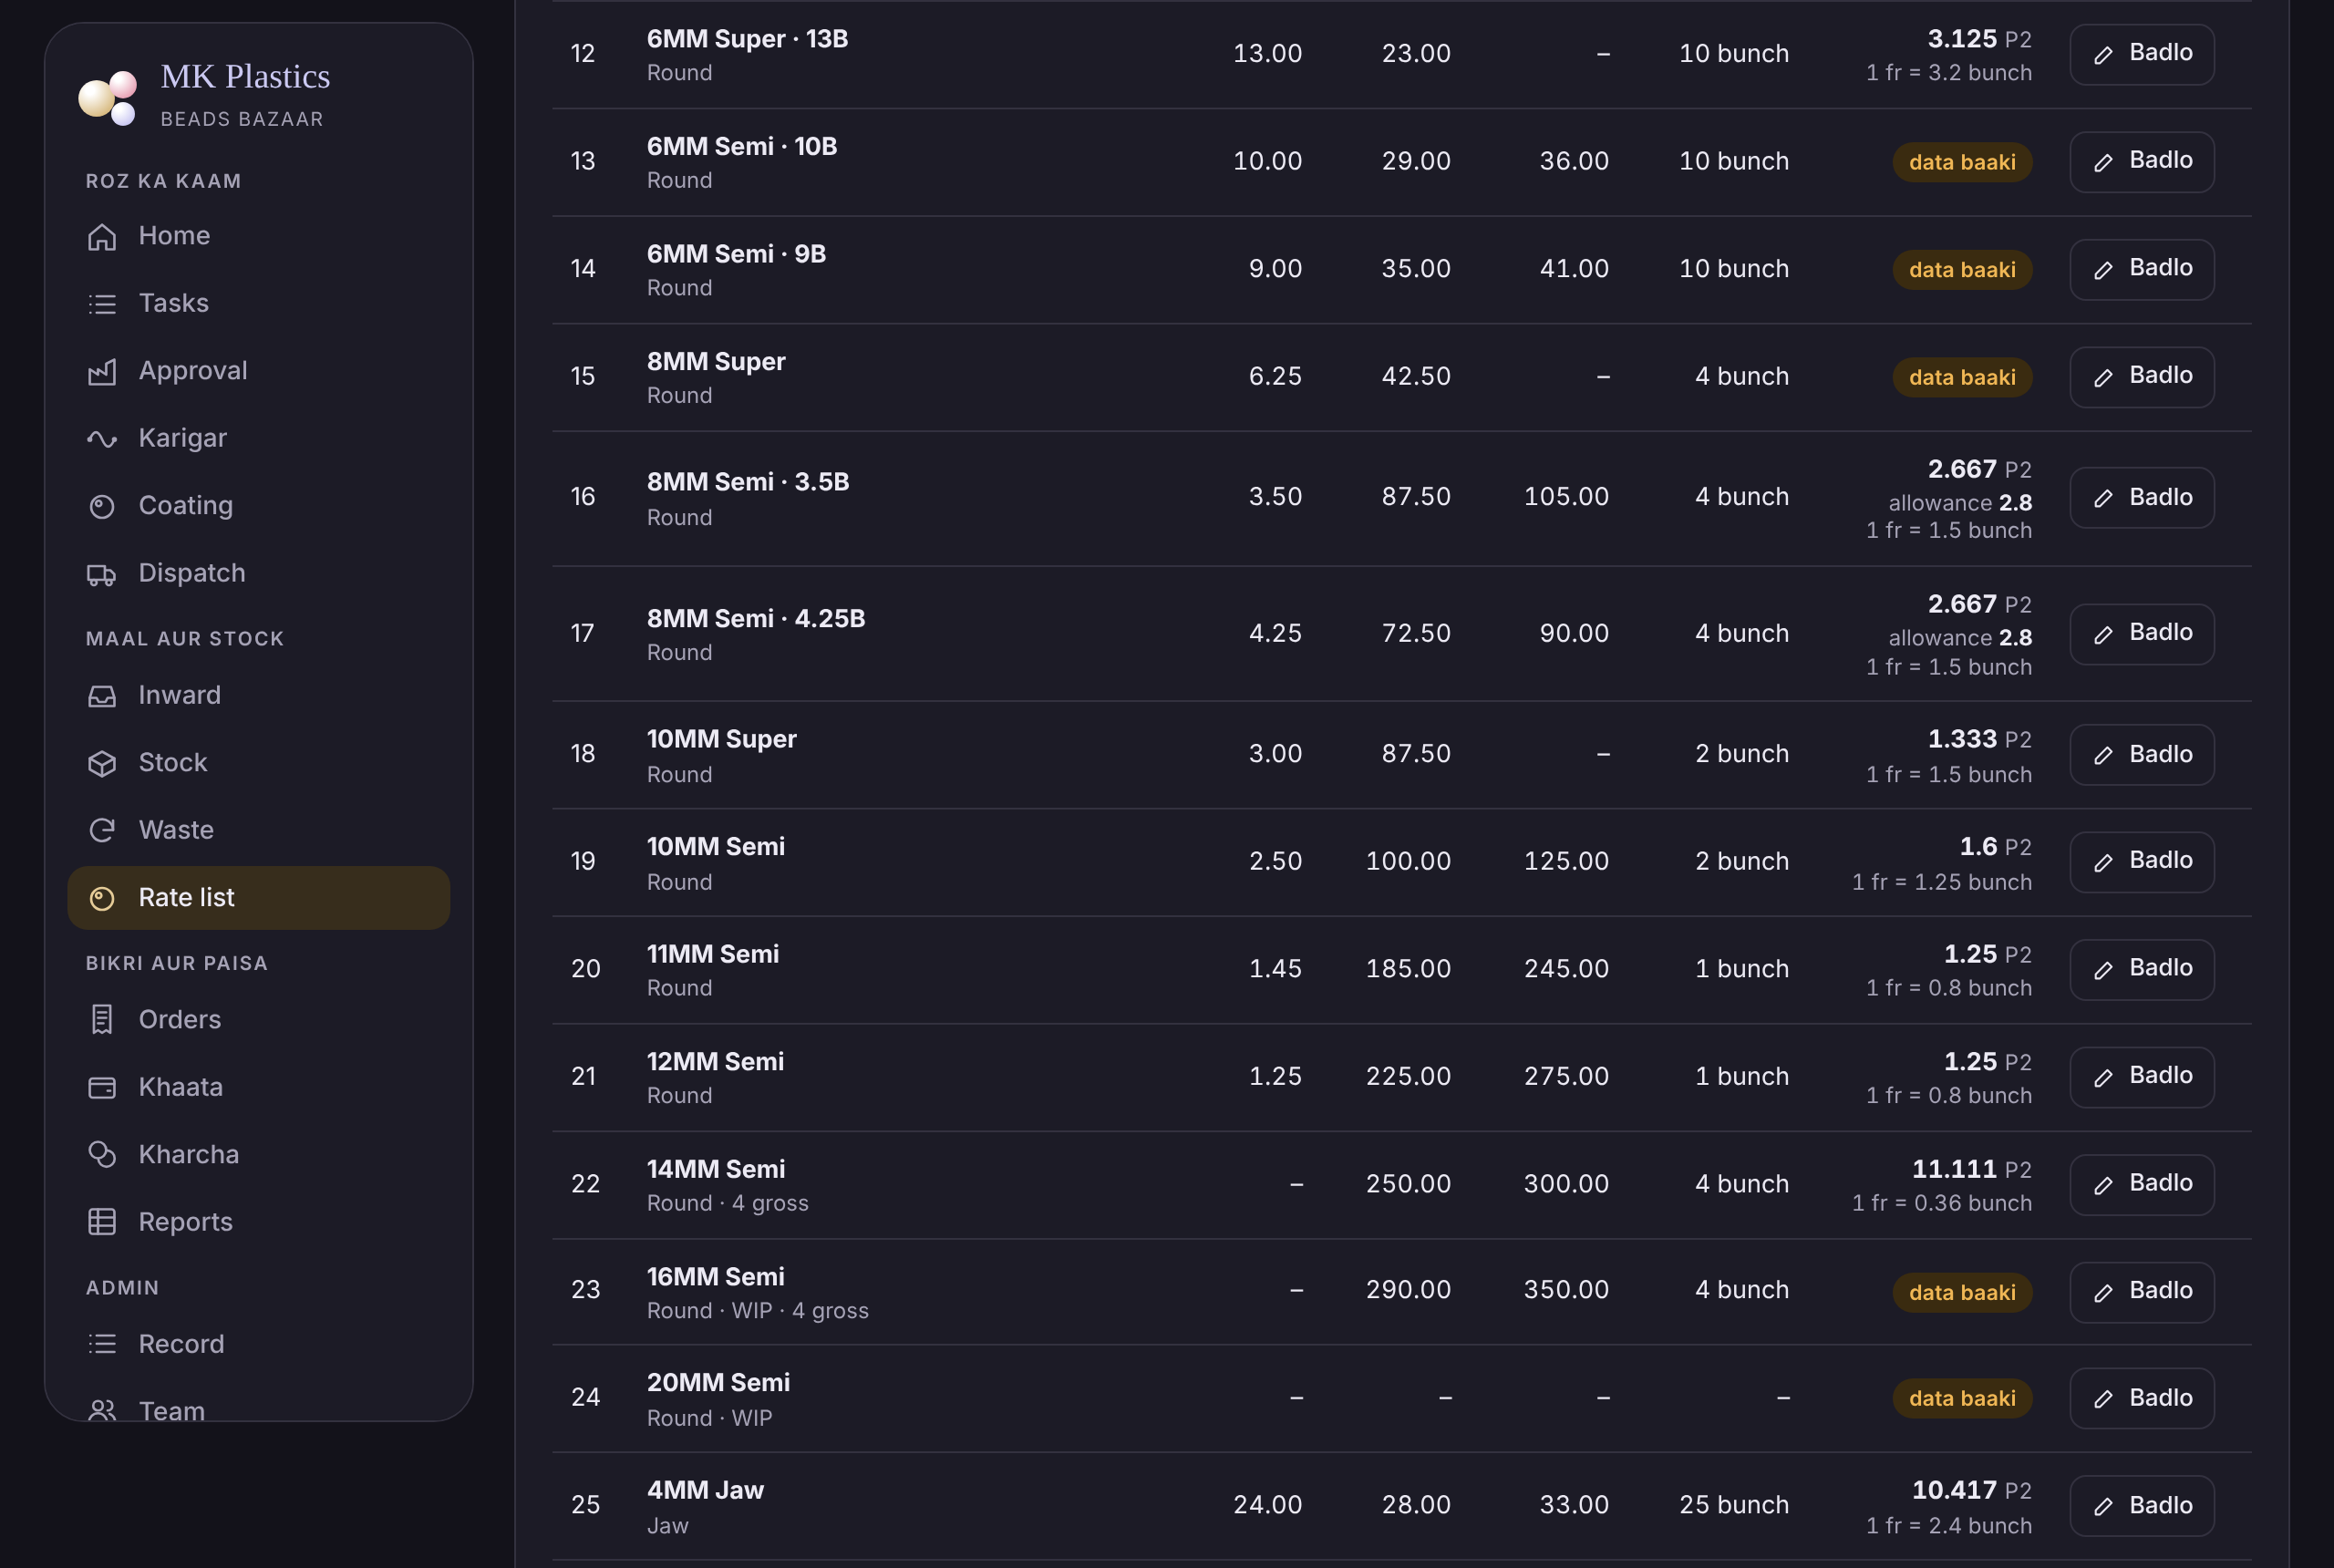 MK Plastics
BEADS BAZAAR
ROZ KA KAAM
Home
Tasks
Approval
Karigar
Coating
Dispatch
MAAL AUR STOCK
Inward
Stock
Waste
Rate list
BIKRI AUR PAISA
Orders
Khaata
Kharcha
Reports
ADMIN
Record
Team
12 6MM Super · 13B 13.00 23.00 – 10 bunch 3.125 P2 Badlo
Round 1 fr = 3.2 bunch
13 6MM Semi · 10B 10.00 29.00 36.00 10 bunch data baaki Badlo
Round
14 6MM Semi · 9B 9.00 35.00 41.00 10 bunch data baaki Badlo
Round
15 8MM Super 6.25 42.50 – 4 bunch data baaki Badlo
Round
16 8MM Semi · 3.5B 3.50 87.50 105.00 4 bunch 2.667 P2 Badlo
Round allowance 2.8
1 fr = 1.5 bunch
17 8MM Semi · 4.25B 4.25 72.50 90.00 4 bunch 2.667 P2 Badlo
Round allowance 2.8
1 fr = 1.5 bunch
18 10MM Super 3.00 87.50 – 2 bunch 1.333 P2 Badlo
Round 1 fr = 1.5 bunch
19 10MM Semi 2.50 100.00 125.00 2 bunch 1.6 P2 Badlo
Round 1 fr = 1.25 bunch
20 11MM Semi 1.45 185.00 245.00 1 bunch 1.25 P2 Badlo
Round 1 fr = 0.8 bunch
21 12MM Semi 1.25 225.00 275.00 1 bunch 1.25 P2 Badlo
Round 1 fr = 0.8 bunch
22 14MM Semi – 250.00 300.00 4 bunch 11.111 P2 Badlo
Round · 4 gross 1 fr = 0.36 bunch
23 16MM Semi – 290.00 350.00 4 bunch data baaki Badlo
Round · WIP · 4 gross
24 20MM Semi – – – – data baaki Badlo
Round · WIP
25 4MM Jaw 24.00 28.00 33.00 25 bunch 10.417 P2 Badlo
Jaw 1 fr = 2.4 bunch